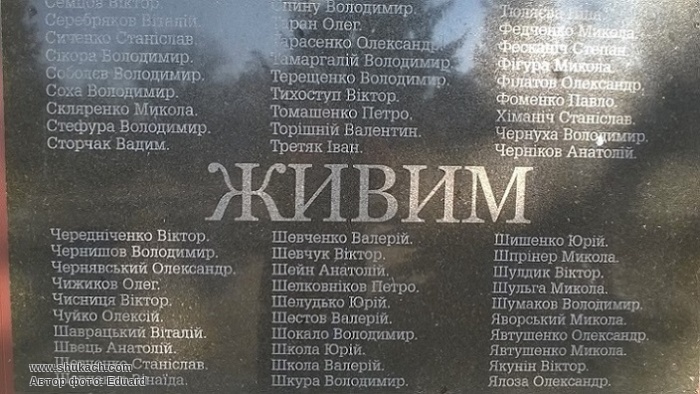 Семцов Віктор.
Серебряков Віталій.
Сиченко Станіслав.
Сікора Володимир.
Сободєв Володимир.
Соха Володимир.
Скляренко Микола.
Стефура Володимир.
Сторчак Вадим.
Спину Володимир.
Таран Олег.
Тарасенко Олександр.
Тамаргалій Володимир.
Терещенко Володимир.
Тихоступ Віктор.
Томашенко Петро.
Торішній Валентин.
Третяк Іван.
Федченко Микола.
Фесканіч Степан.
Фігура Микола.
Філатов Олександр.
Фоменко Павло.
Хіманіч Станіслав.
Чернуха Володимир.
Черніков Анатолій.
ЖИВИМ
Чередніченко Віктор.
Чернишов Володимир.
Чернявський Олександр.
Чижиков Олег.
Чисниця Віктор.
Чуйко Олексій.
Шаврацький Віталій.
Швець Анатолій.
Станіслав.
Шевченко Валерій.
Шевчук Віктор.
Шейн Анатолій.
Шелковніков Петро.
Шелудько Юрій.
Шестов Валерій.
Шокало Володимир.
Школа Юрій.
Школа Валерій.
Шкура Володимир.
Шишенко Юрій.
Шпрінер Микола.
Шулдик Віктор.
Шульга Микола.
Шумаков Володимир.
Яворський Микола.
Явтушенко Олександр.
Явтушенко Микола.
Якунін Віктор.
Ялоза Олександр.
www.shukach.com
Автор фото: Eduard